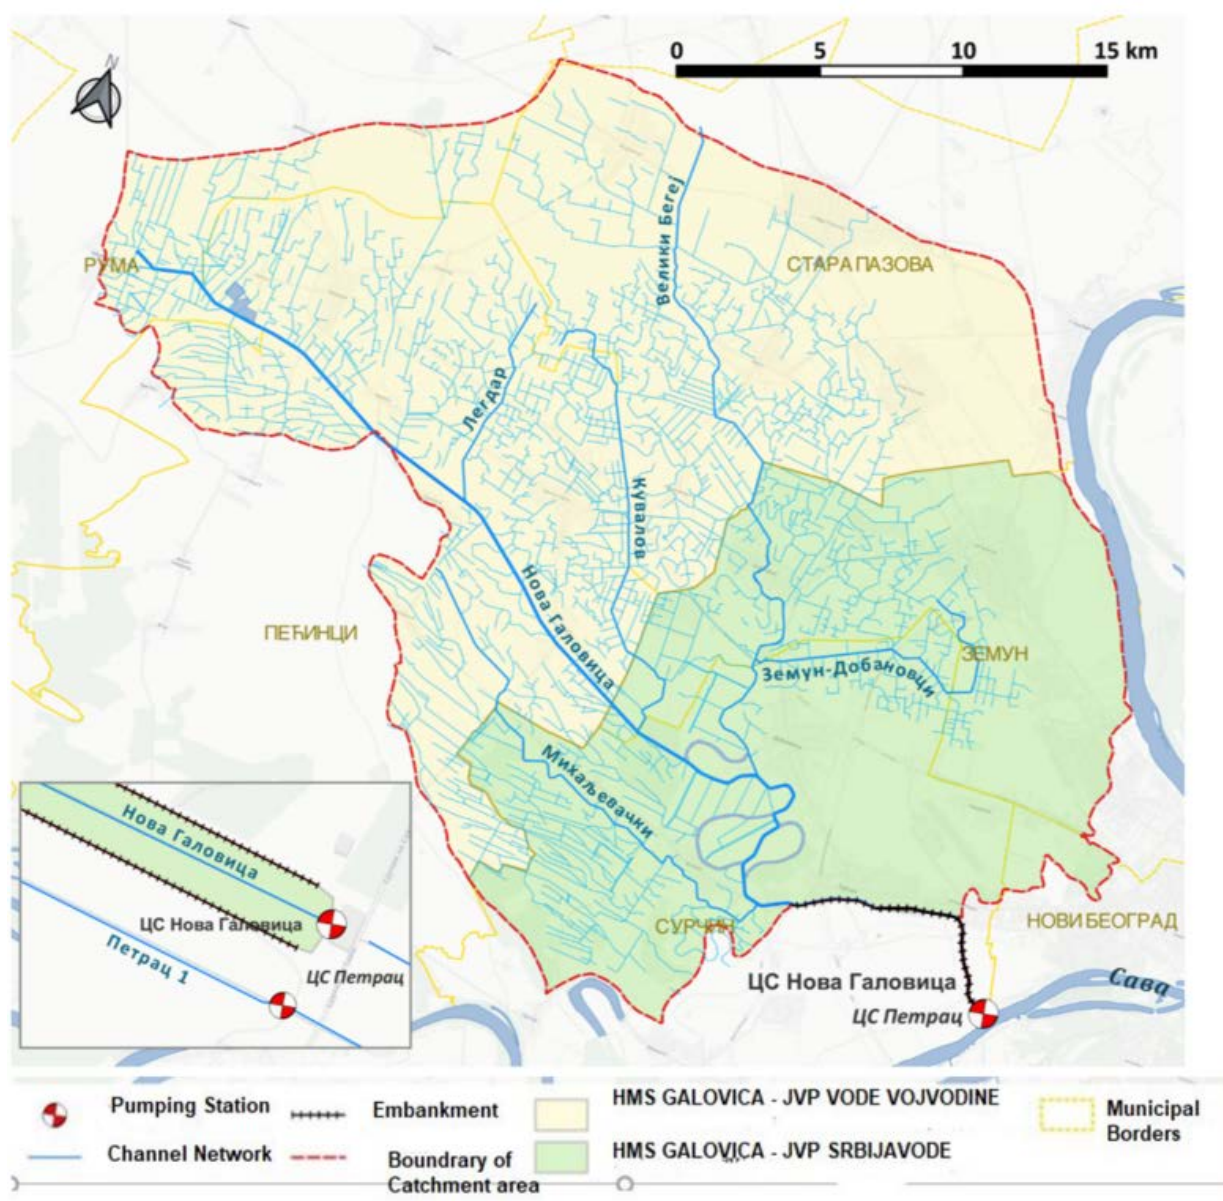 0 5 10 15 km
N
Велики Бегеј
РУМА
СТАРА ПАЗОВА
Легдар
Кувалов
Нова Галовица
ПЕЋИНЦИ
ЗЕМУН
Земун-Добановци
Михаљевачки
Нова Галовица
ЦС Нова Галовица
Петрац 1
ЦС Петрац
СУРЧИН
НОВИ БЕОГРАД
ЦС Нова Галовица
Сава
ЦС Петрац
Pumping Station
Embankment
HMS GALOVICA - JVP VODE VOJVODINE
Municipal
Borders
Channel Network
Boundrary of
Catchment area
HMS GALOVICA - JVP SRBIJAVODE